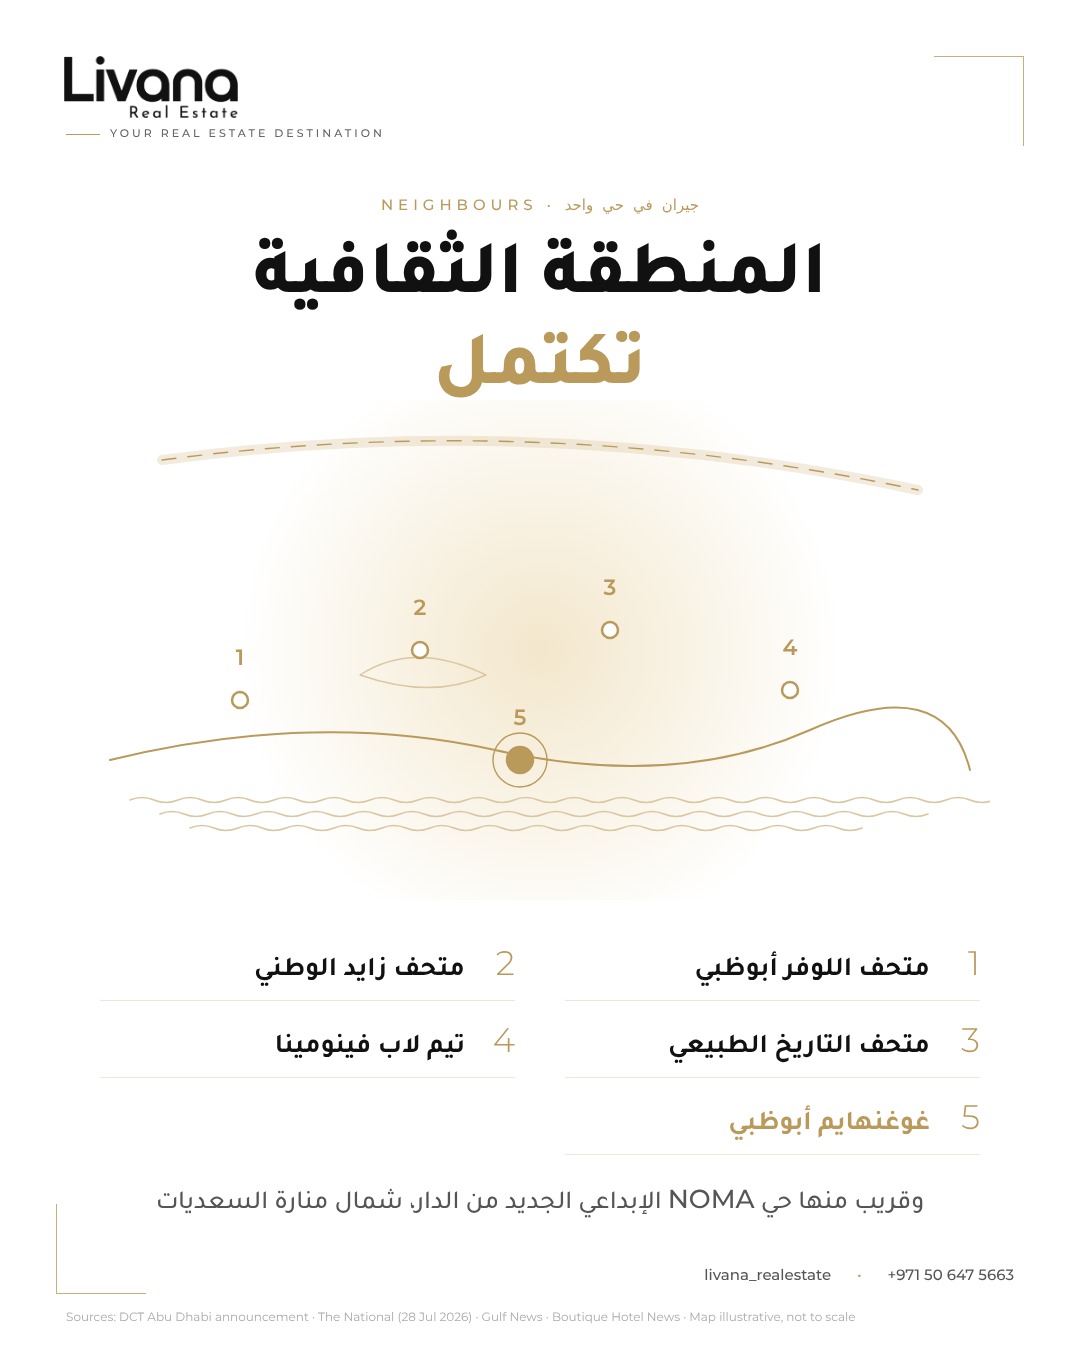 Livana
Real Estate
YOUR REAL ESTATE DESTINATION
NEIGHBOURS · جيران في حي واحد
المنطقة الثقافية
تكتمل
3
2
4
1
5
1 متحف اللوفر أبوظبي
2 متحف زايد الوطني
3 متحف التاريخ الطبيعي
4 تيم لاب فينومينا
5 غوغنهايم أبوظبي
وقريب منها حي NOMA الإبداعي الجديد من الدار، شمال منارة السعديات
livana_realestate · +971 50 647 5663
Sources: DCT Abu Dhabi announcement · The National (28 Jul 2026) · Gulf News · Boutique Hotel News · Map illustrative, not to scale